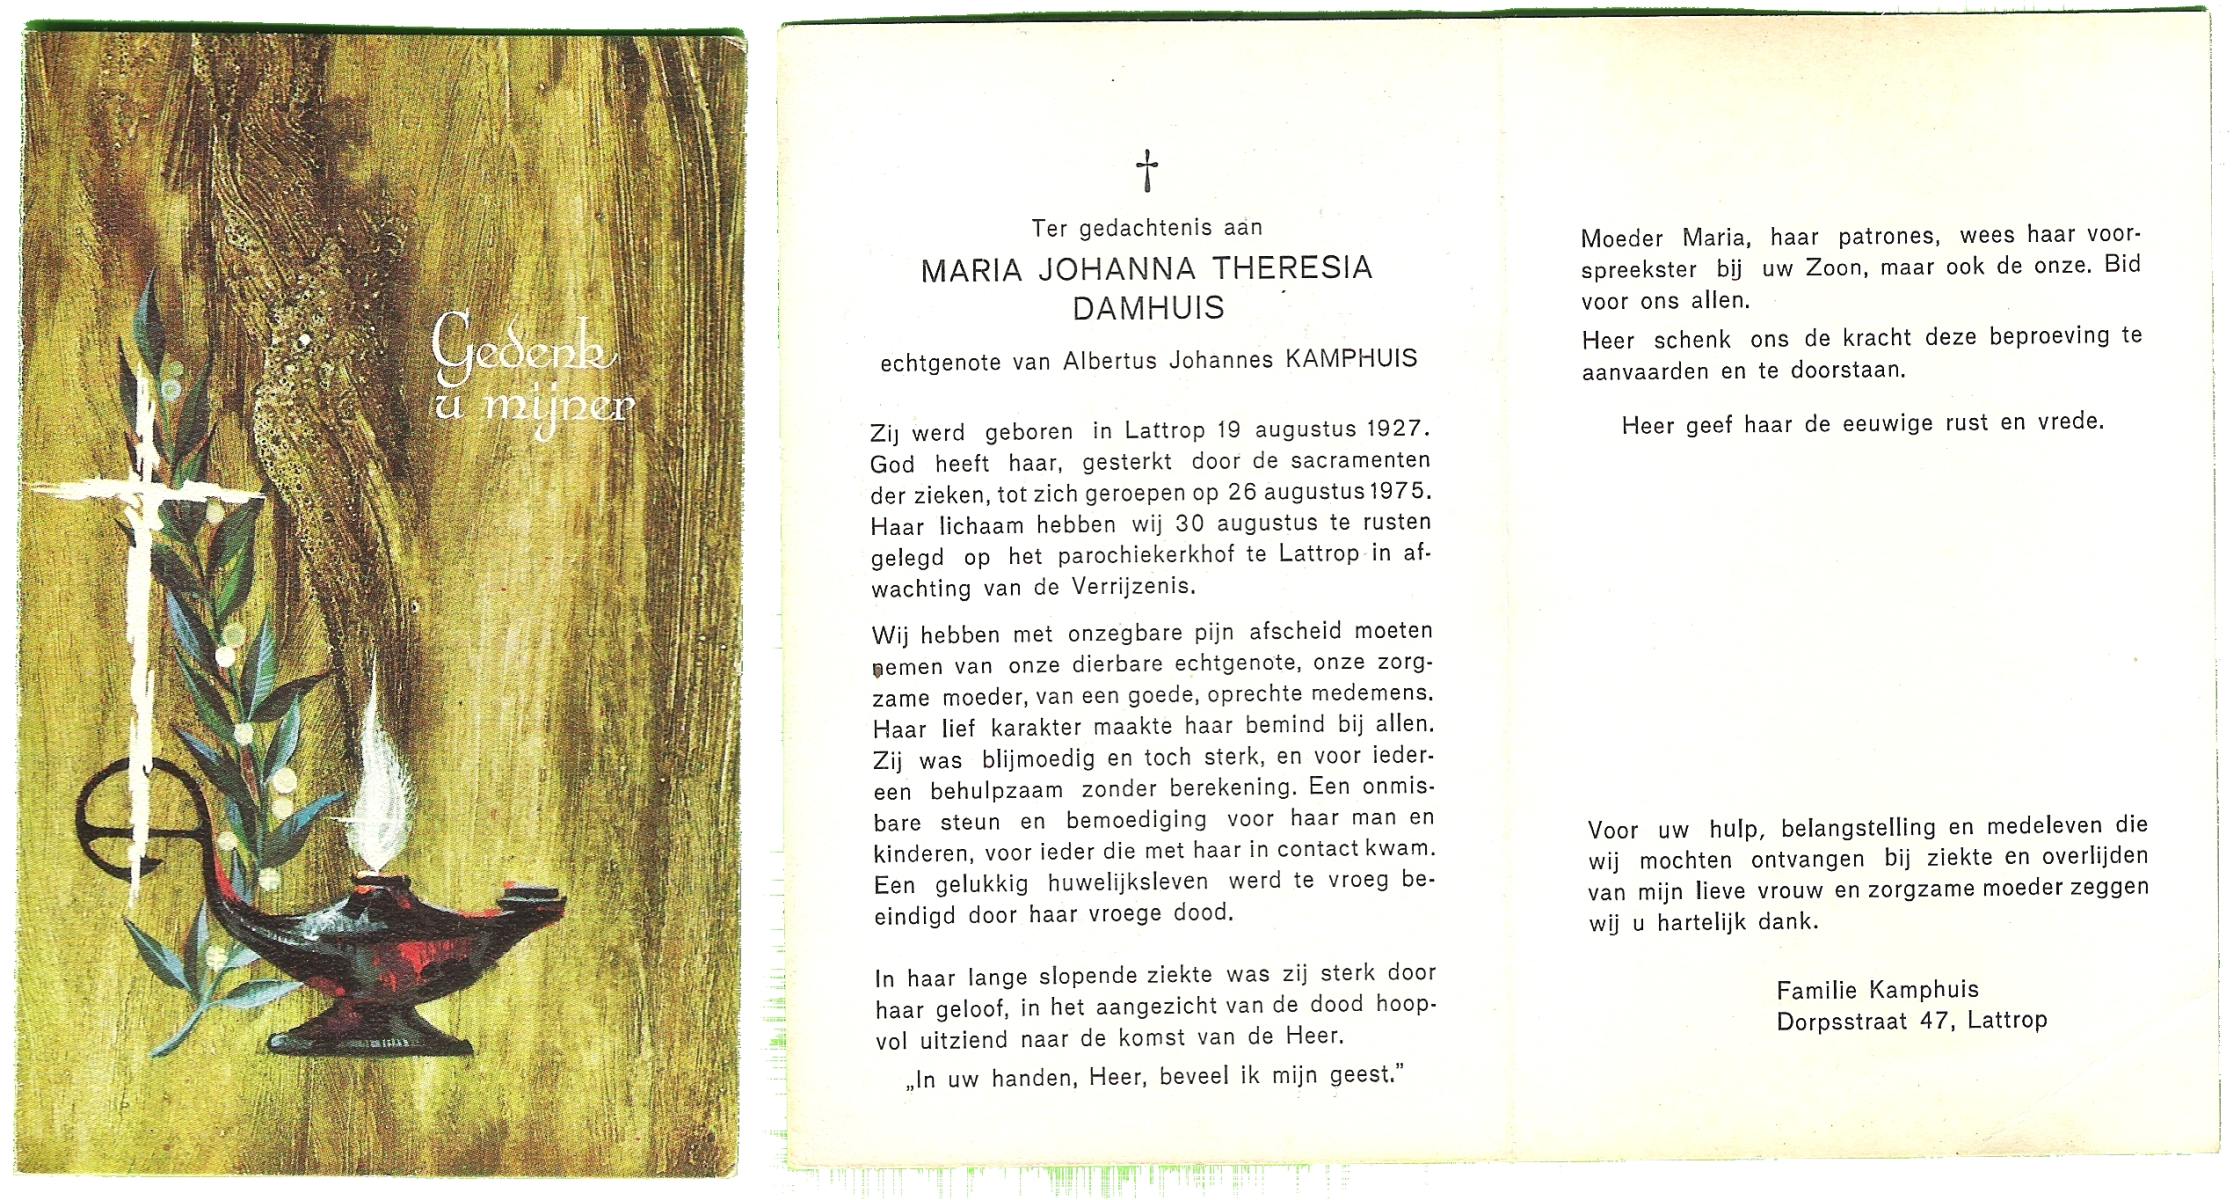 Gedenk
u mijner
Ter gedachtenis aan
MARIA JOHANNA THERESIA
DAMHUIS
echtgenote van Albertus Johannes KAMPHUIS
Zij werd geboren in Lattrop 19 augustus 1927.
God heeft haar, gesterkt door de sacramenten
der zieken, tot zich geroepen op 26 augustus 1975.
Haar lichaam hebben wij 30 augustus te rusten
gelegd op het parochiekerkhof te Lattrop in af-
wachting van de Verrijzenis.
Wij hebben met onzegbare pijn afscheid moeten
nemen van onze dierbare echtgenote, onze zorg-
zame moeder, van een goede, oprechte medemens.
Haar lief karakter maakte haar bemind bij allen.
Zij was blijmoedig en toch sterk, en voor ieder-
een behulpzaam zonder berekening. Een onmis-
bare steun en bemoediging voor haar man en
kinderen, voor ieder die met haar in contact kwam.
Een gelukkig huwelijksleven werd te vroeg be-
eindigd door haar vroege dood.
In haar lange slopende ziekte was zij sterk door
haar geloof, in het aangezicht van de dood hoop-
vol uitziend naar de komst van de Heer.
„In uw handen, Heer, beveel ik mijn geest.”
Moeder Maria, haar patrones, wees haar voor-
spreekster bij uw Zoon, maar ook de onze. Bid
voor ons allen.
Heer schenk ons de kracht deze beproeving te
aanvaarden en te doorstaan.
Heer geef haar de eeuwige rust en vrede.
Voor uw hulp, belangstelling en medeleven die
wij mochten ontvangen bij ziekte en overlijden
van mijn lieve vrouw en zorgzame moeder zeggen
wij u hartelijk dank.
Familie Kamphuis
Dorpsstraat 47, Lattrop